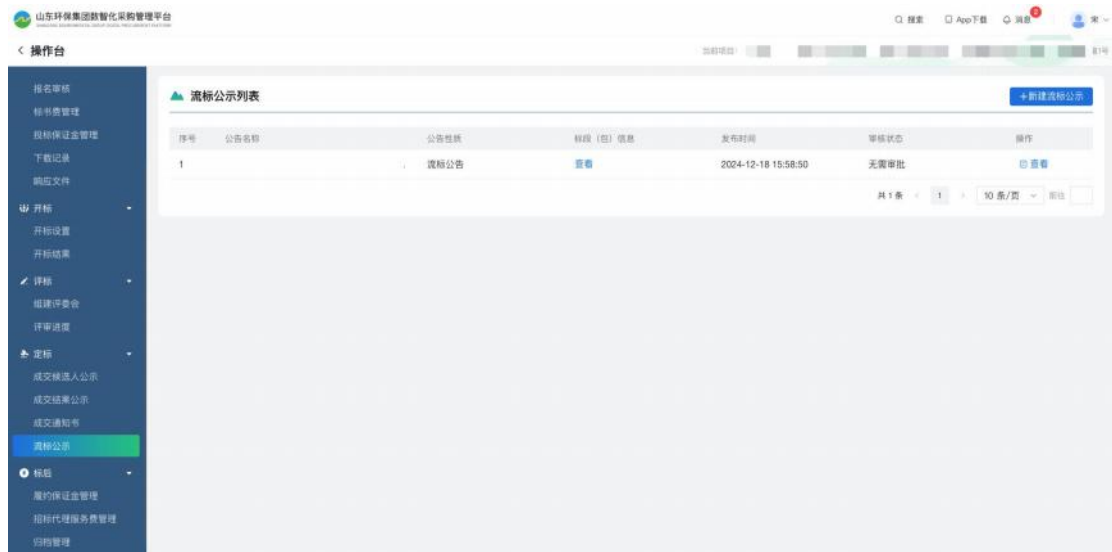 山东环保集团数智化采购管理平台
搜索 App下载 消息 宋
操作台
当前项目:
报名审核
标书费管理
投标保证金管理
下载记录
响应文件
开标
开标设置
开标结果
评标
组建评委会
评审进度
定标
成交候选人公示
成交结果公示
成交通知书
流标公示
标后
履约保证金管理
招标代理服务费管理
归档管理
流标公示列表
+新建流标公示
序号 公告名称 公告性质 标段(包)信息 发布时间 审核状态 操作
1 流标公告 查看 2024-12-18 15:58:50 无需审批 查看
共 1 条 < 1 > 10 条/页 前往